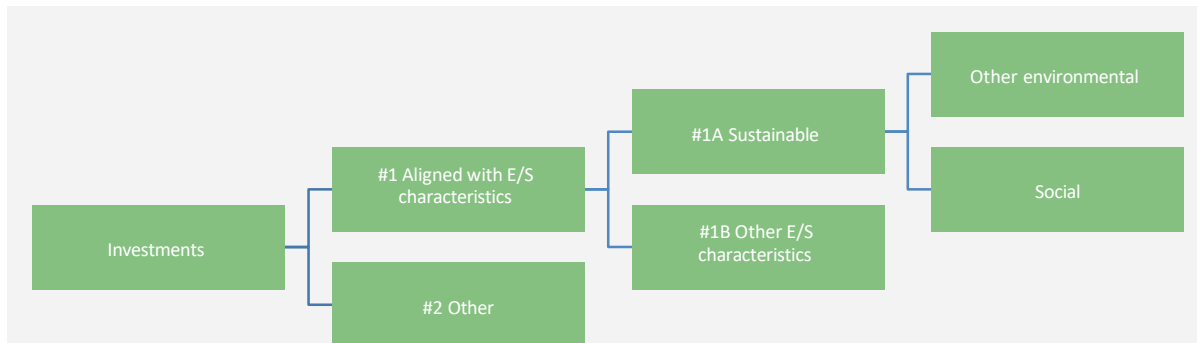 Investments
#1 Aligned with E/S
characteristics
#2 Other
#1A Sustainable
#1B Other E/S
characteristics
Other environmental
Social